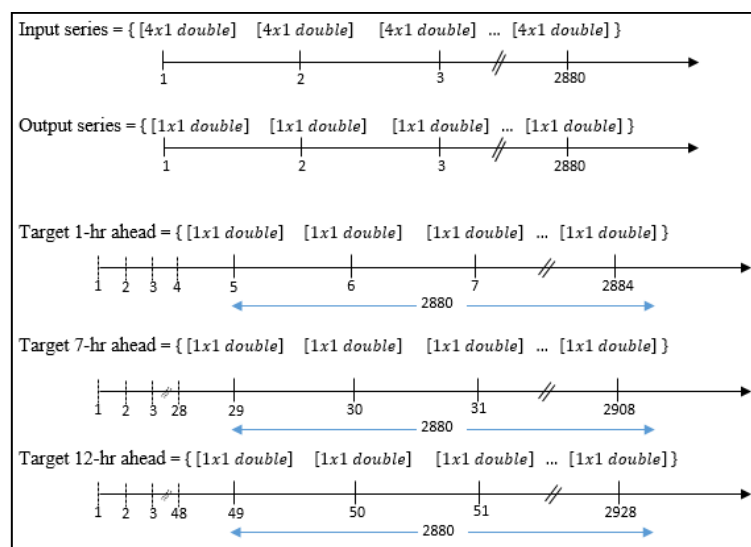 Input series = { [4x1 double] [4x1 double] [4x1 double] ... [4x1 double] }
1 2 3 2880
Output series = { [1x1 double] [1x1 double] [1x1 double] ... [1x1 double] }
1 2 3 2880
Target 1-hr ahead = { [1x1 double] [1x1 double] [1x1 double] ... [1x1 double] }
1 2 3 4 5 6 7 2884
2880
Target 7-hr ahead = { [1x1 double] [1x1 double] [1x1 double] ... [1x1 double] }
1 2 3 28 29 30 31 2908
2880
Target 12-hr ahead = { [1x1 double] [1x1 double] [1x1 double] ... [1x1 double] }
1 2 3 48 49 50 51 2928
2880